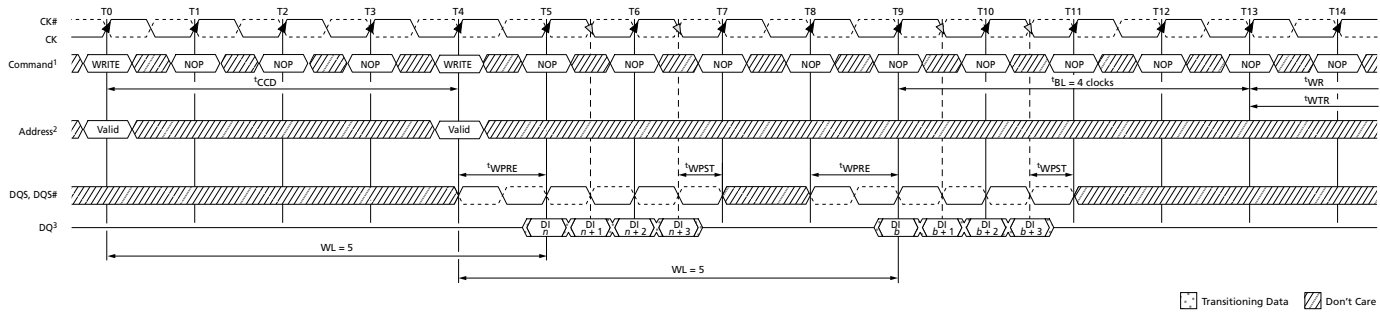 T0 T1 T2 T3 T4 T5 T6 T7 T8 T9 T10 T11 T12 T13 T14
CK#
CK
Command1 WRITE NOP NOP NOP WRITE NOP NOP NOP NOP NOP NOP NOP NOP NOP NOP
tCCD tBL = 4 clocks tWR
tWTR
Address2 Valid Valid
tWPRE tWPST tWPRE tWPST
DQS, DQS#
DQ3 DI n DI n + 1 DI n + 2 DI n + 3 DI b DI b + 1 DI b + 2 DI b + 3
WL = 5
WL = 5
Transitioning Data Don't Care